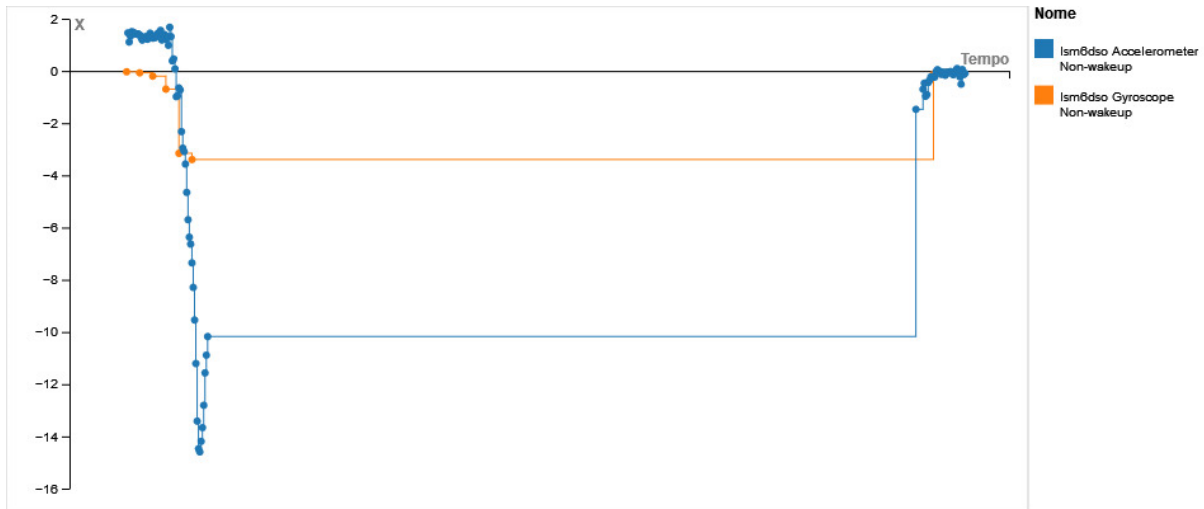 X
2
0
−2
−4
−6
−8
−10
−12
−14
−16
Tempo
Nome
lsm6dso Accelerometer
Non-wakeup
lsm6dso Gyroscope
Non-wakeup